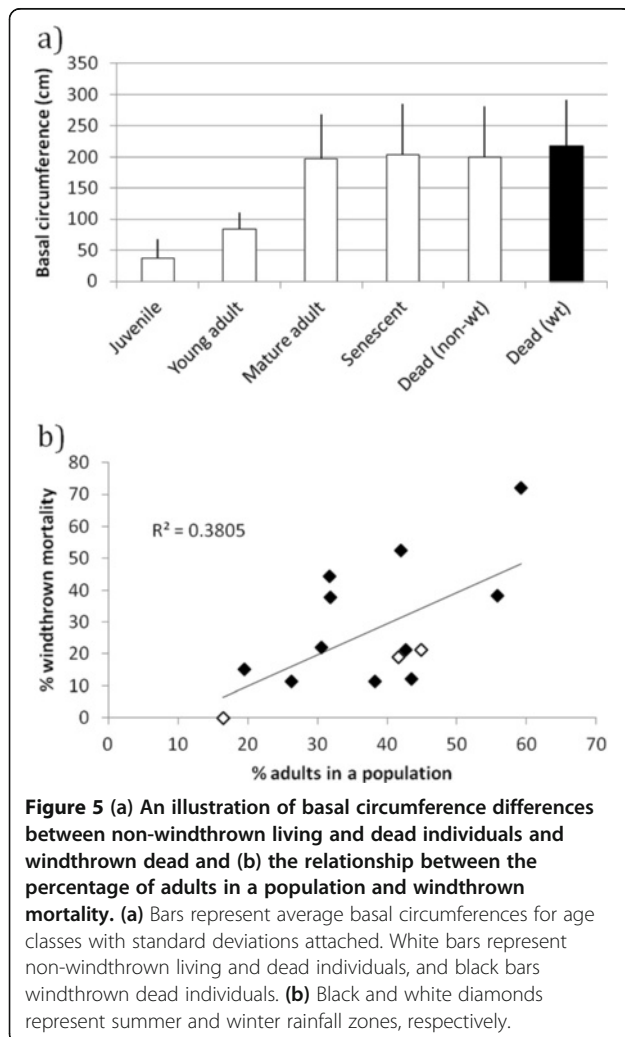 a)
350
300
250
200
150
100
50
0
Basal circumference (cm)
Juvenile
Young adult
Mature adult
Senescent
Dead (non-wt)
Dead (wt)
b)
80
70
60
50
40
30
20
10
0
% windthrown mortality
R² = 0.3805
0 10 20 30 40 50 60 70
% adults in a population
Figure 5 (a) An illustration of basal circumference differences
between non-windthrown living and dead individuals and
windthrown dead and (b) the relationship between the
percentage of adults in a population and windthrown
mortality. (a) Bars represent average basal circumferences for age
classes with standard deviations attached. White bars represent
non-windthrown living and dead individuals, and black bars
windthrown dead individuals. (b) Black and white diamonds
represent summer and winter rainfall zones, respectively.